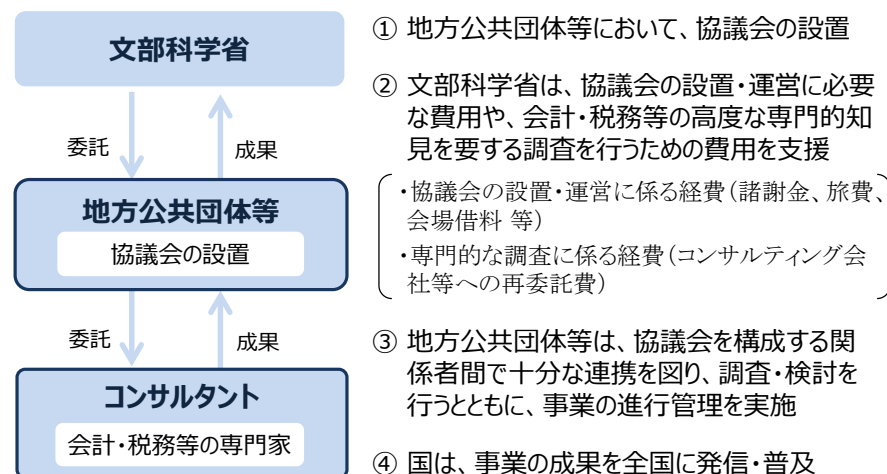 文部科学省
委託
成果
地方公共団体等
協議会の設置
委託
成果
コンサルタント
会計・税務等の専門家
① 地方公共団体等において、協議会の設置
② 文部科学省は、協議会の設置・運営に必要
な費用や、会計・税務等の高度な専門的知
見を要する調査を行うための費用を支援
・協議会の設置・運営に係る経費（諸謝金、旅費、
会場借料 等）
・専門的な調査に係る経費（コンサルティング会
社等への再委託費）
③ 地方公共団体等は、協議会を構成する関
係者間で十分な連携を図り、調査・検討を
行うとともに、事業の進行管理を実施
④ 国は、事業の成果を全国に発信・普及